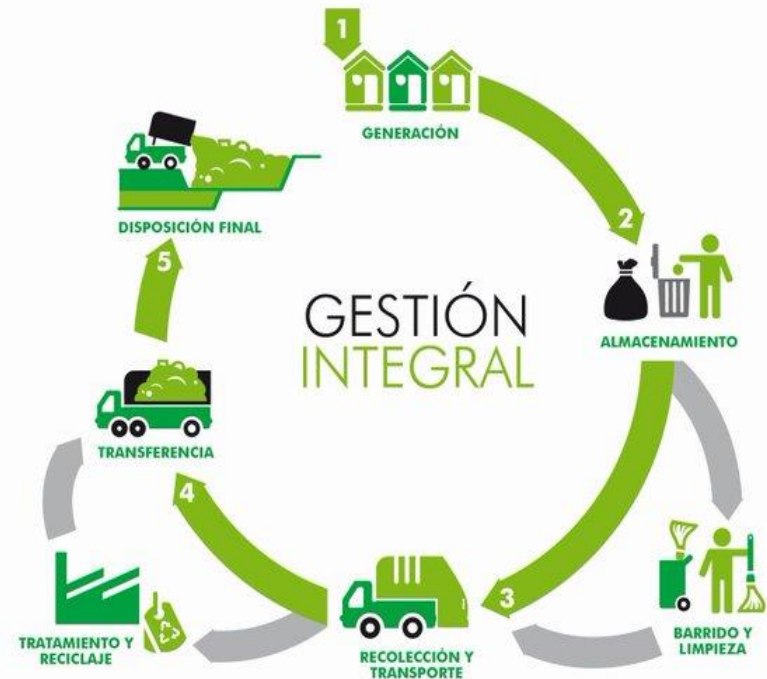 1
GENERACIÓN
2
ALMACENAMIENTO
BARRIDO Y
LIMPIEZA
3
RECOLECCIÓN Y
TRANSPORTE
TRATAMIENTO Y
RECICLAJE
4
TRANSFERENCIA
5
DISPOSICIÓN FINAL
GESTIÓN
INTEGRAL